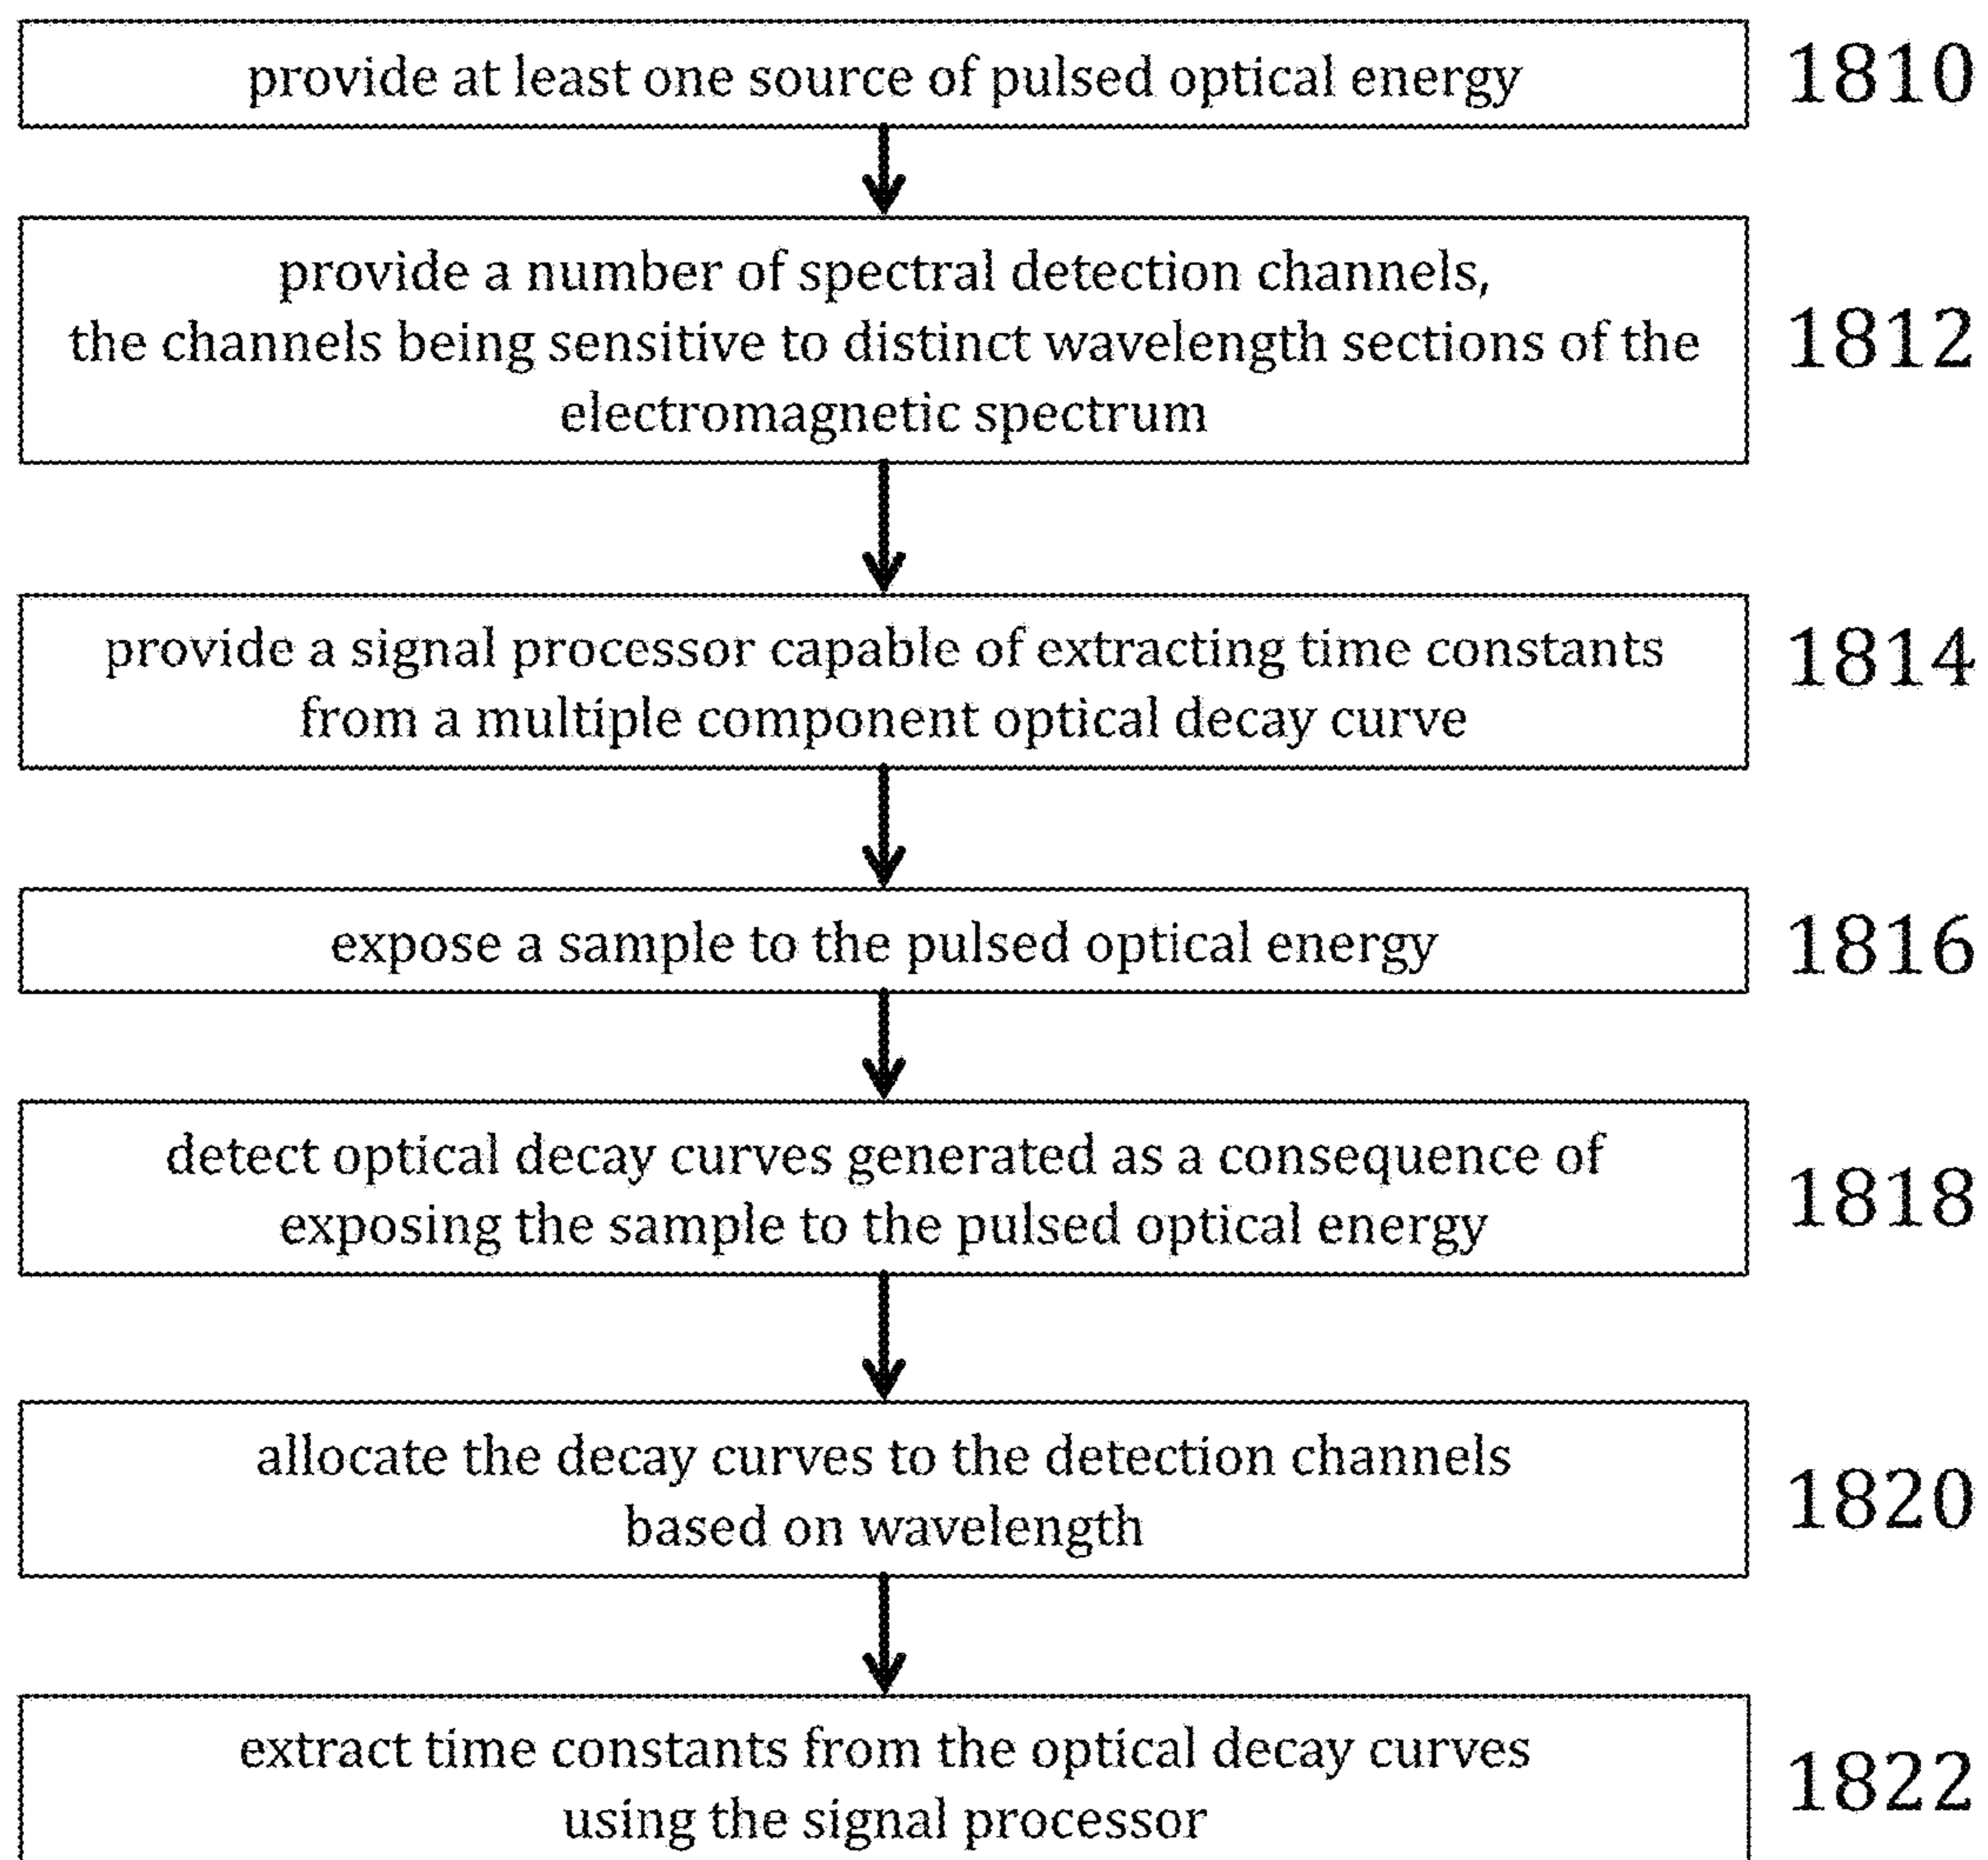 provide at least one source of pulsed optical energy
1810
provide a number of spectral detection channels,
the channels being sensitive to distinct wavelength sections of the
electromagnetic spectrum
1812
provide a signal processor capable of extracting time constants
from a multiple component optical decay curve
1814
expose a sample to the pulsed optical energy
1816
detect optical decay curves generated as a consequence of
exposing the sample to the pulsed optical energy
1818
allocate the decay curves to the detection channels
based on wavelength
1820
extract time constants from the optical decay curves
using the signal processor
1822